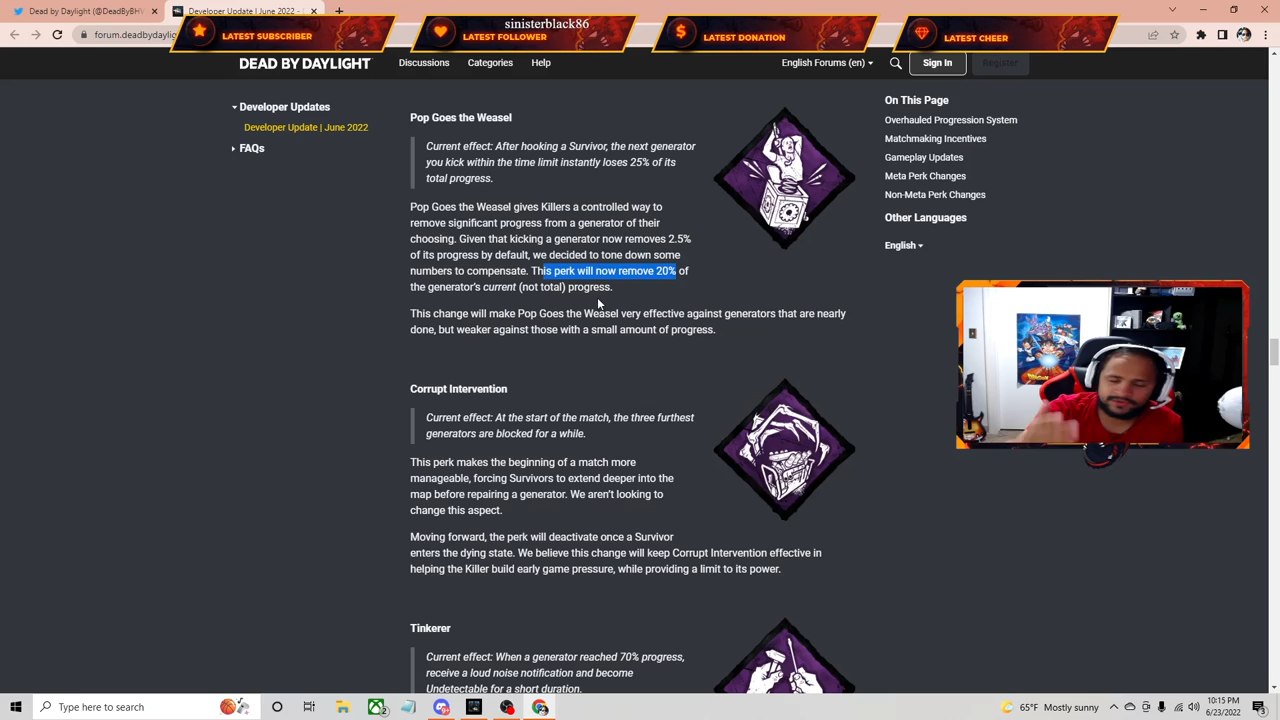 Developer Update | June 2022
Twitter (@DeadByBHV
forum.deadbydaylight
LATEST SUBSCRIBER
sinisterblack86
LATEST FOLLOWER
LATEST DONATION
LATEST CHEER
DEAD BY DAYLIGHT
Discussions
Categories
Help
English Forums (en)
Sign In
Register
Developer Updates
Developer Update | June 2022
FAQs
Pop Goes the Weasel
Current effect: After hooking a Survivor, the next generator
you kick within the time limit instantly loses 25% of its
total progress.
Pop Goes the Weasel gives Killers a controlled way to
remove significant progress from a generator of their
choosing. Given that kicking a generator now removes 2.5%
of its progress by default, we decided to tone down some
numbers to compensate. This perk will now remove 20% of
the generator's current (not total) progress.
This change will make Pop Goes the Weasel very effective against generators that are nearly
done, but weaker against those with a small amount of progress.
Corrupt Intervention
Current effect: At the start of the match, the three furthest
generators are blocked for a while.
This perk makes the beginning of a match more
manageable, forcing Survivors to extend deeper into the
map before repairing a generator. We aren't looking to
change this aspect.
Moving forward, the perk will deactivate once a Survivor
enters the dying state. We believe this change will keep Corrupt Intervention effective in
helping the Killer build early game pressure, while providing a limit to its power.
Tinkerer
Current effect: When a generator reached 70% progress,
receive a loud noise notification and become
Undetectable for a short duration.
On This Page
Overhauled Progression System
Matchmaking Incentives
Gameplay Updates
Meta Perk Changes
Non-Meta Perk Changes
Other Languages
English
Type here to search
65°F Mostly sunny
10:15 PM
6/23/2022